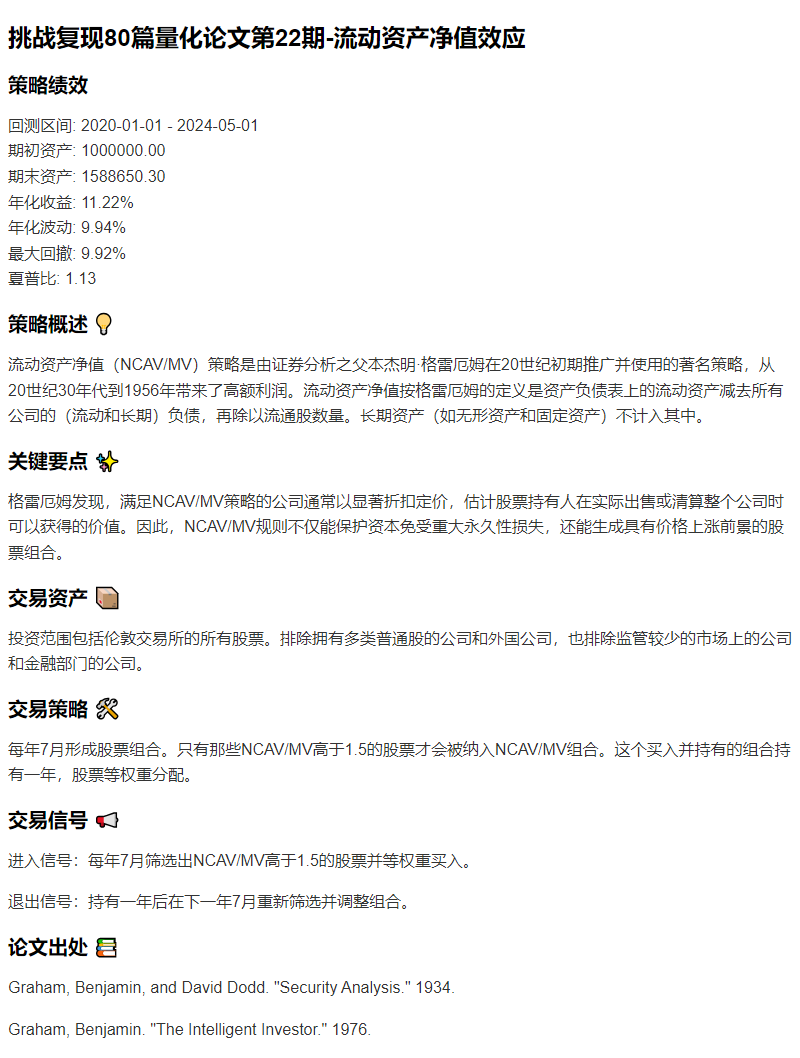 挑战复现80篇量化论文第22期-流动资产净值效应
策略绩效
回测区间: 2020-01-01 - 2024-05-01
期初资产: 1000000.00
期末资产: 1588650.30
年化收益: 11.22%
年化波动: 9.94%
最大回撤: 9.92%
夏普比: 1.13
策略概述 💡
流动资产净值（NCAV/MV）策略是由证券分析之父本杰明·格雷厄姆在20世纪初期推广并使用的著名策略，从
20世纪30年代到1956年带来了高额利润。流动资产净值按格雷厄姆的定义是资产负债表上的流动资产减去所有
公司的（流动和长期）负债，再除以流通股数量。长期资产（如无形资产和固定资产）不计入其中。
关键要点 ✨
格雷厄姆发现，满足NCAV/MV策略的公司通常以显著折扣定价，估计股票持有人在实际出售或清算整个公司时
可以获得的价值。因此，NCAV/MV规则不仅能保护资本免受重大永久性损失，还能生成具有价格上涨前景的股
票组合。
交易资产 📦
投资范围包括伦敦交易所的所有股票。排除拥有多类普通股的公司和外国公司，也排除监管较少的市场上的公司
和金融部门的公司。
交易策略 🛠
每年7月形成股票组合。只有那些NCAV/MV高于1.5的股票才会被纳入NCAV/MV组合。这个买入并持有的组合持
有一年，股票等权重分配。
交易信号 📢
进入信号：每年7月筛选出NCAV/MV高于1.5的股票并等权重买入。
退出信号：持有一年后在下一年7月重新筛选并调整组合。
论文出处 📚
Graham, Benjamin, and David Dodd. "Security Analysis." 1934.
Graham, Benjamin. "The Intelligent Investor." 1976.